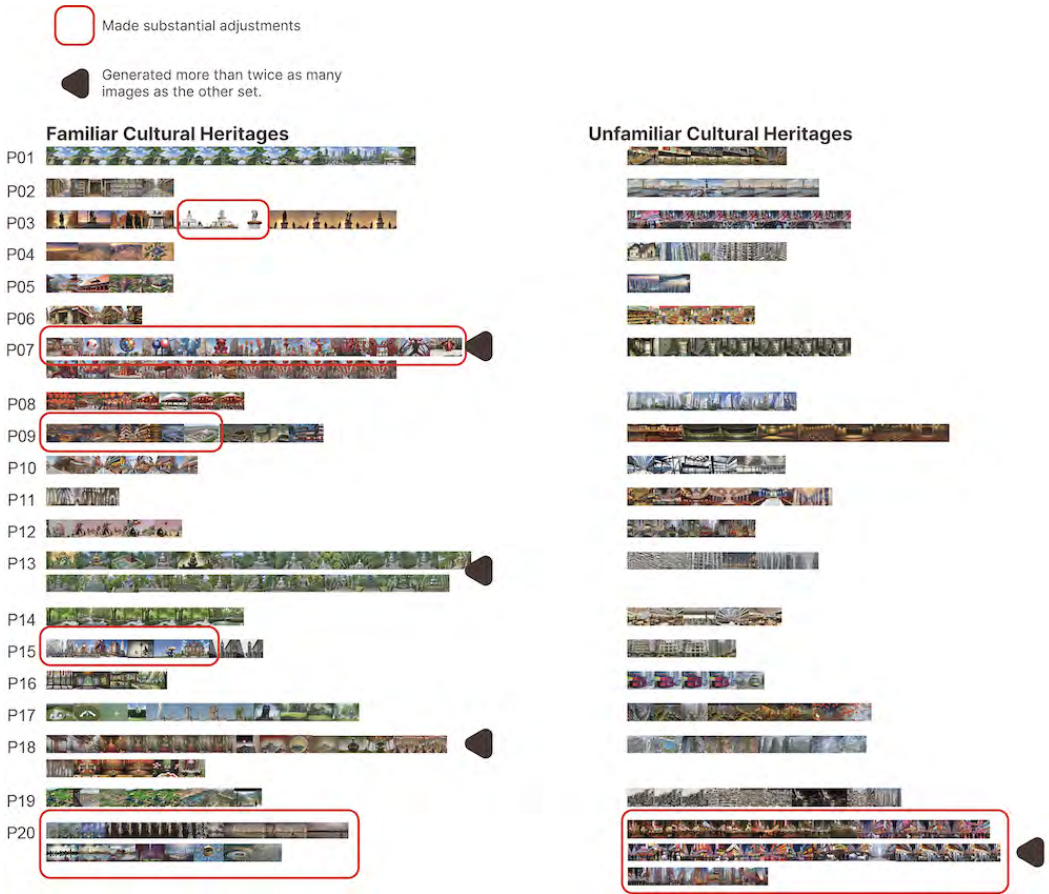 Made substantial adjustments
Generated more than twice as many
images as the other set.
Familiar Cultural Heritages
Unfamiliar Cultural Heritages
P01
P02
P03
P04
P05
P06
P07
P08
P09
P10
P11
P12
P13
P14
P15
P16
P17
P18
P19
P20